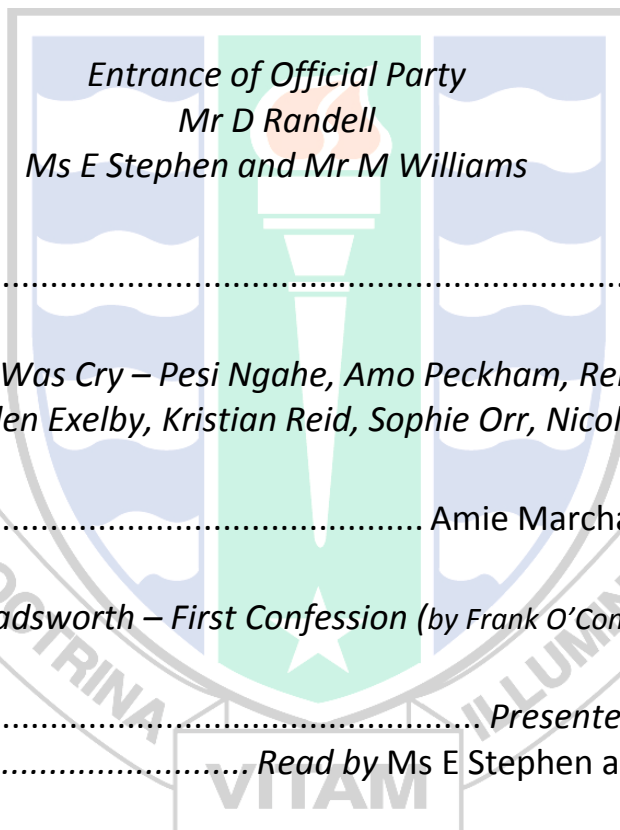 Entrance of Official Party
Mr D Randell
Ms E Stephen and Mr M Williams
................................................................
Was Cry – Pesi Ngahe, Amo Peckham,
Exelby, Kristian Reid, Sophie Orr,
............................................. Amie
– First Confession (by Frank
.................................................. Presente
.......................... Read by Ms E Stephen
DOCTRINA
VITAM